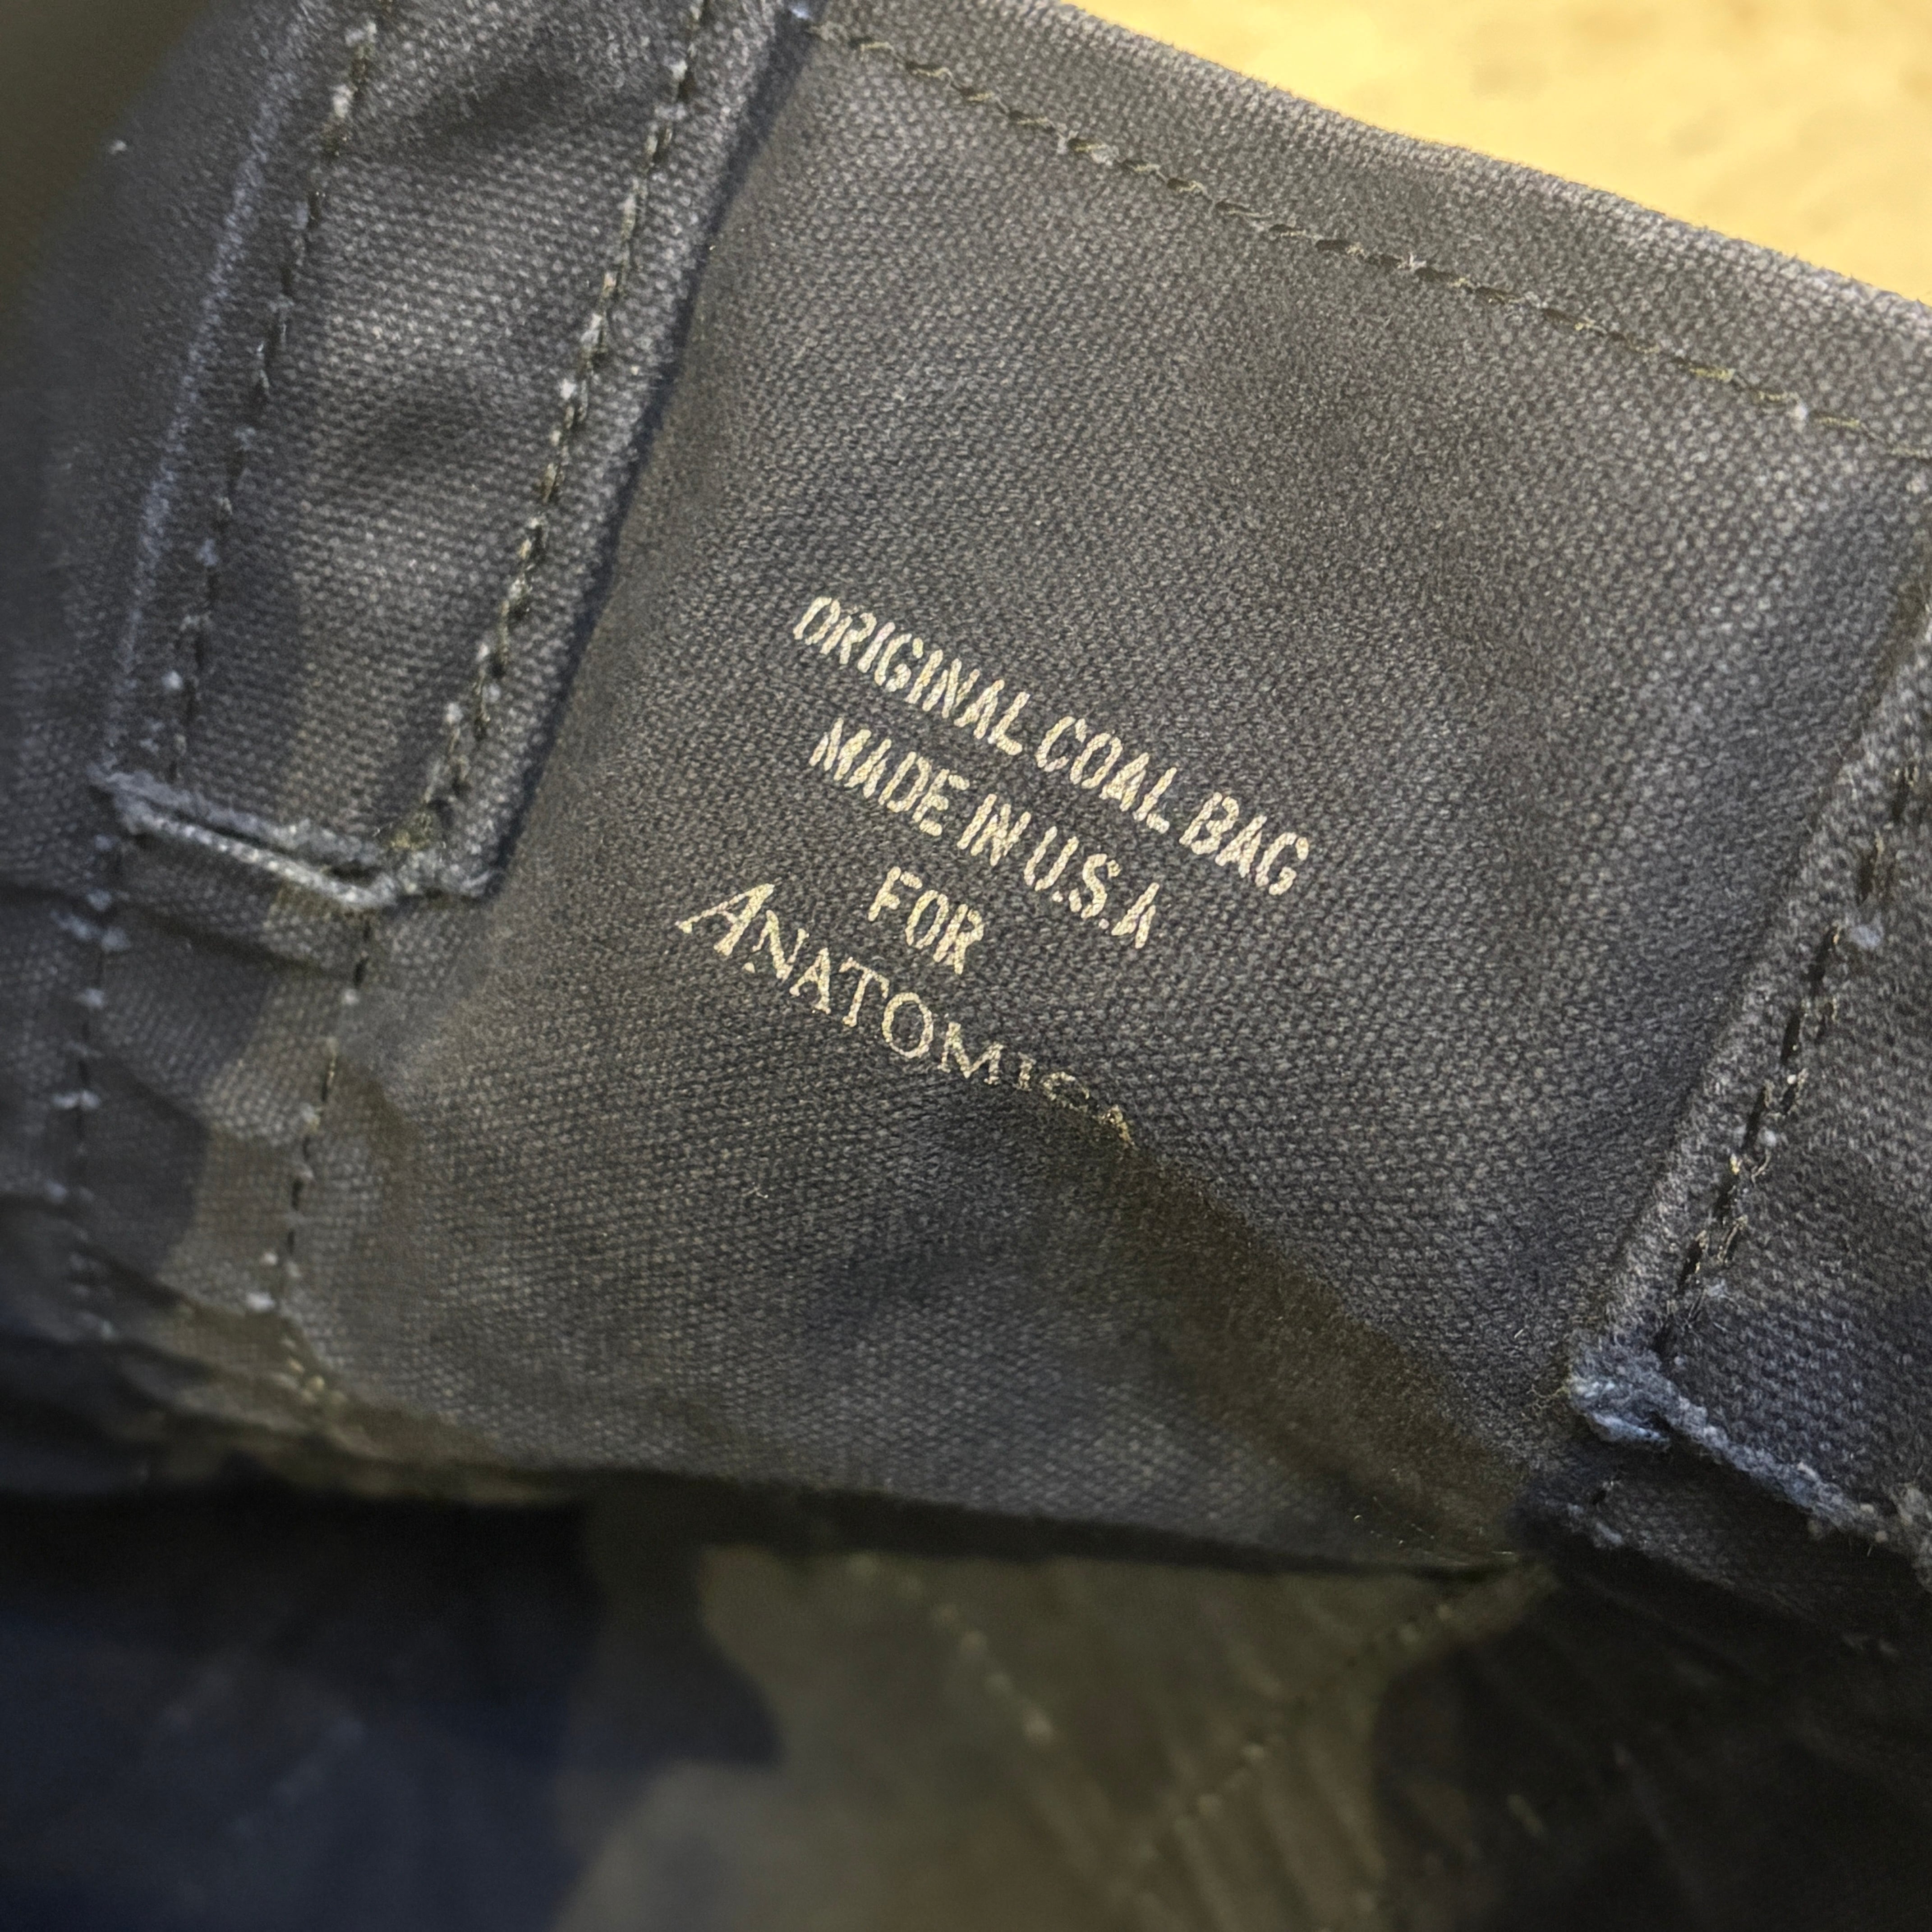 ORIGINAL COAL BAG
MADE IN U.S.A
FOR
ANATOMICA